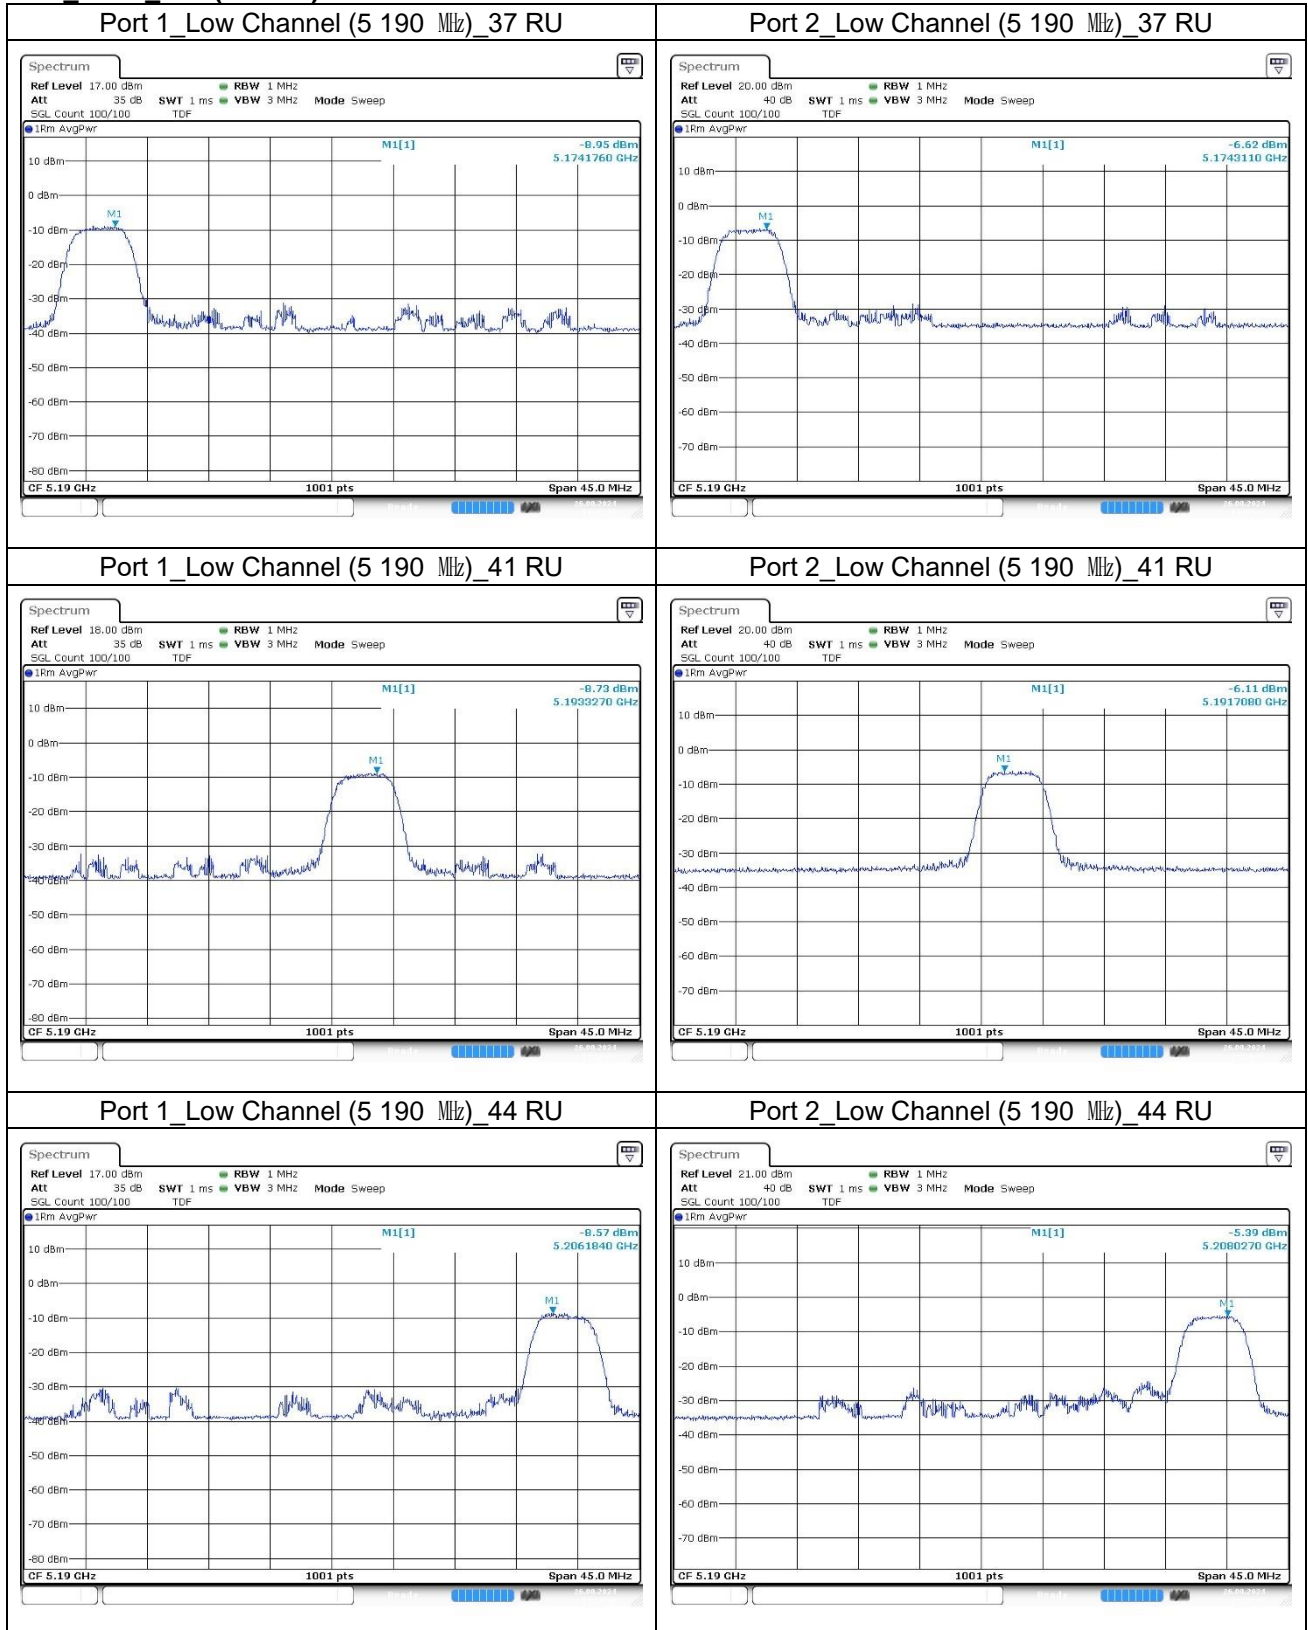 Port 1_Low Channel (5 190 ㎒)_37 RU
Port 2_Low Channel (5 190 ㎒)_37 RU
Spectrum
Ref Level 17.00 dBm RBW 1 MHz
Att 35 dB SWT 1 ms VBW 3 MHz Mode Sweep
SGL Count 100/100 TDF
1Rm AvgPwr
M1[1] -8.95 dBm
5.1741760 GHz
10 dBm
0 dBm
M1
-10 dBm
-20 dBm
-30 dBm
-40 dBm
-50 dBm
-60 dBm
-70 dBm
-80 dBm
CF 5.19 GHz 1001 pts Span 45.0 MHz
Spectrum
Ref Level 20.00 dBm RBW 1 MHz
Att 40 dB SWT 1 ms VBW 3 MHz Mode Sweep
SGL Count 100/100 TDF
1Rm AvgPwr
M1[1] -6.62 dBm
5.1743110 GHz
10 dBm
0 dBm
M1
-10 dBm
-20 dBm
-30 dBm
-40 dBm
-50 dBm
-60 dBm
-70 dBm
CF 5.19 GHz 1001 pts Span 45.0 MHz
Port 1_Low Channel (5 190 ㎒)_41 RU
Port 2_Low Channel (5 190 ㎒)_41 RU
Spectrum
Ref Level 18.00 dBm RBW 1 MHz
Att 35 dB SWT 1 ms VBW 3 MHz Mode Sweep
SGL Count 100/100 TDF
1Rm AvgPwr
M1[1] -8.73 dBm
5.1933270 GHz
10 dBm
0 dBm
M1
-10 dBm
-20 dBm
-30 dBm
-40 dBm
-50 dBm
-60 dBm
-70 dBm
-80 dBm
CF 5.19 GHz 1001 pts Span 45.0 MHz
Spectrum
Ref Level 20.00 dBm RBW 1 MHz
Att 40 dB SWT 1 ms VBW 3 MHz Mode Sweep
SGL Count 100/100 TDF
1Rm AvgPwr
M1[1] -6.11 dBm
5.1917080 GHz
10 dBm
0 dBm
M1
-10 dBm
-20 dBm
-30 dBm
-40 dBm
-50 dBm
-60 dBm
-70 dBm
CF 5.19 GHz 1001 pts Span 45.0 MHz
Port 1_Low Channel (5 190 ㎒)_44 RU
Port 2_Low Channel (5 190 ㎒)_44 RU
Spectrum
Ref Level 17.00 dBm RBW 1 MHz
Att 35 dB SWT 1 ms VBW 3 MHz Mode Sweep
SGL Count 100/100 TDF
1Rm AvgPwr
M1[1] -8.57 dBm
5.2061840 GHz
10 dBm
0 dBm
M1
-10 dBm
-20 dBm
-30 dBm
-40 dBm
-50 dBm
-60 dBm
-70 dBm
-80 dBm
CF 5.19 GHz 1001 pts Span 45.0 MHz
Spectrum
Ref Level 21.00 dBm RBW 1 MHz
Att 40 dB SWT 1 ms VBW 3 MHz Mode Sweep
SGL Count 100/100 TDF
1Rm AvgPwr
M1[1] -5.39 dBm
5.2080270 GHz
10 dBm
0 dBm
M1
-10 dBm
-20 dBm
-30 dBm
-40 dBm
-50 dBm
-60 dBm
-70 dBm
CF 5.19 GHz 1001 pts Span 45.0 MHz